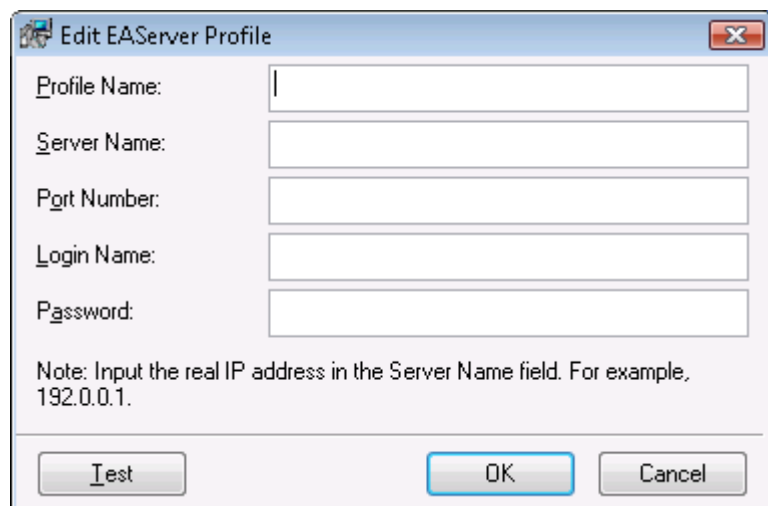 Edit EAServer Profile
Profile Name:
Server Name:
Port Number:
Login Name:
Password:
Note: Input the real IP address in the Server Name field. For example,
192.0.0.1.
Test OK Cancel